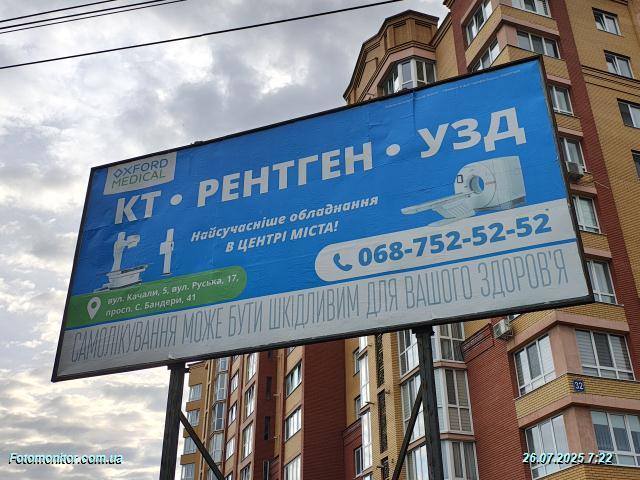 OXFORD
MEDICAL
КТ • РЕНТГЕН • УЗД
Найсучасніше обладнання
В ЦЕНТРІ МІСТА!
068-752-52-52
вул. Качали, 5, вул. Руська, 17,
просп. С. Бандери, 41
САМОЛІКУВАННЯ МОЖЕ БУТИ ШКІДЛИВИМ ДЛЯ ВАШОГО ЗДОРОВ'Я
32
Fotomonitor.com.ua
26.07.2025 7:22